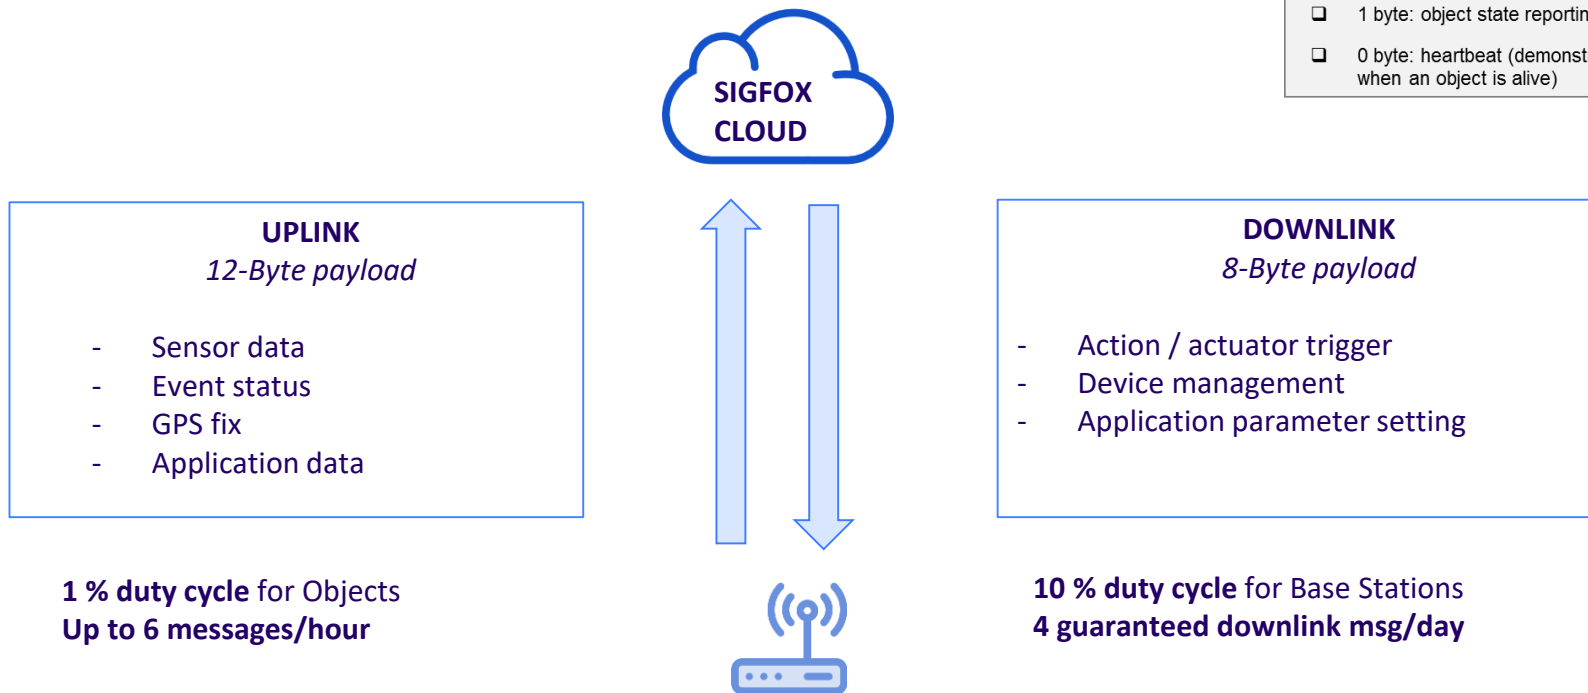 1 byte: object state reportin
0 byte: heartbeat (demonst
when an object is alive)
SIGFOX
CLOUD
UPLINK
12-Byte payload
- Sensor data
- Event status
- GPS fix
- Application data
DOWNLINK
8-Byte payload
- Action / actuator trigger
- Device management
- Application parameter setting
1 % duty cycle for Objects
Up to 6 messages/hour
10 % duty cycle for Base Stations
4 guaranteed downlink msg/day